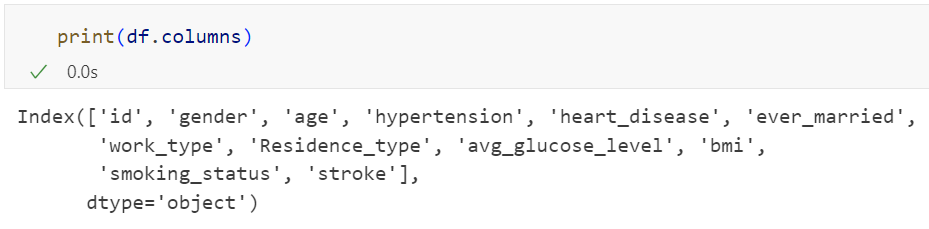 print(df.columns)
✓ 0.0s
Index(['id', 'gender', 'age', 'hypertension', 'heart_disease', 'ever_married',
       'work_type', 'Residence_type', 'avg_glucose_level', 'bmi',
       'smoking_status', 'stroke'],
      dtype='object')